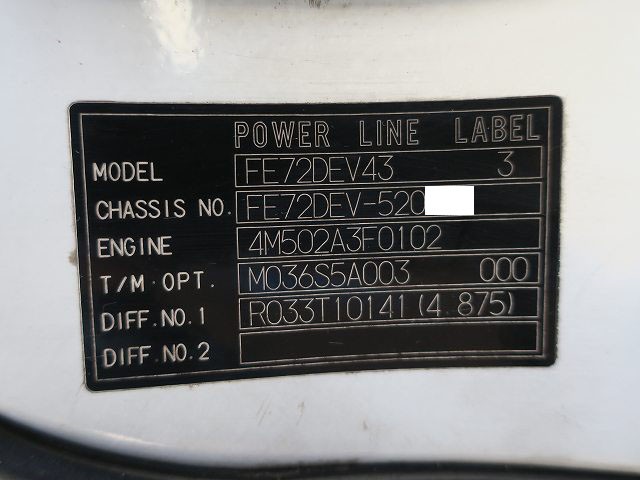 POWER LINE LABEL
MODEL FE72DEV43 3
CHASSIS NO. FE72DEV-520
ENGINE 4M502A3F0102
T/M OPT. M036S5A003 000
DIFF.NO.1 R033T10141(4.875)
DIFF.NO.2